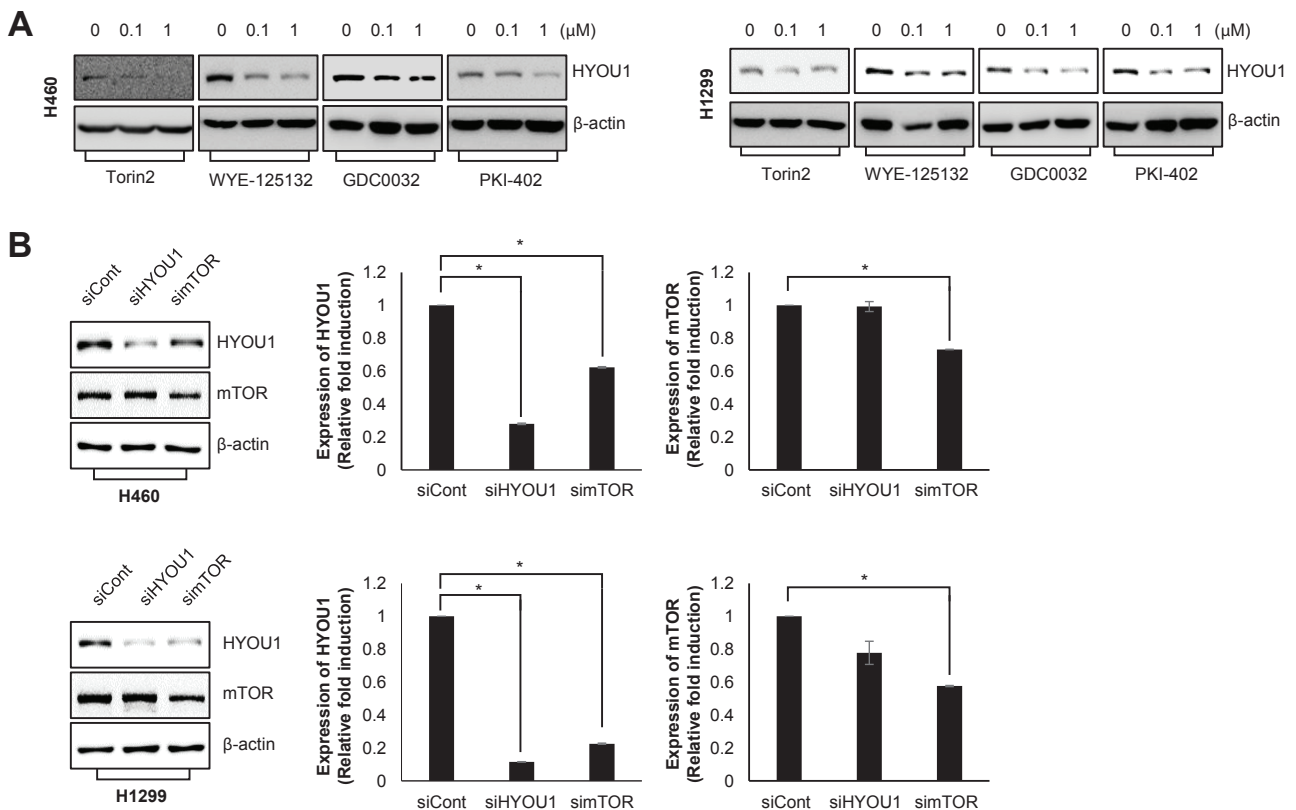 A
0 0.1 1 0 0.1 1 0 0.1 1 0 0.1 1 (μM)
H460
HYOU1
β-actin
Torin2 WYE-125132 GDC0032 PKI-402
0 0.1 1 0 0.1 1 0 0.1 1 0 0.1 1 (μM)
H1299
HYOU1
β-actin
Torin2 WYE-125132 GDC0032 PKI-402
B
siCont siHYOU1 simTOR
HYOU1
mTOR
β-actin
H460
Expression of HYOU1
(Relative fold induction)
1.2
1
0.8
0.6
0.4
0.2
0
*
*
siCont siHYOU1 simTOR
Expression of mTOR
(Relative fold induction)
1.2
1
0.8
0.6
0.4
0.2
0
*
siCont siHYOU1 simTOR
siCont siHYOU1 simTOR
HYOU1
mTOR
β-actin
H1299
Expression of HYOU1
(Relative fold induction)
1.2
1
0.8
0.6
0.4
0.2
0
*
*
siCont siHYOU1 simTOR
Expression of mTOR
(Relative fold induction)
1.2
1
0.8
0.6
0.4
0.2
0
*
siCont siHYOU1 simTOR